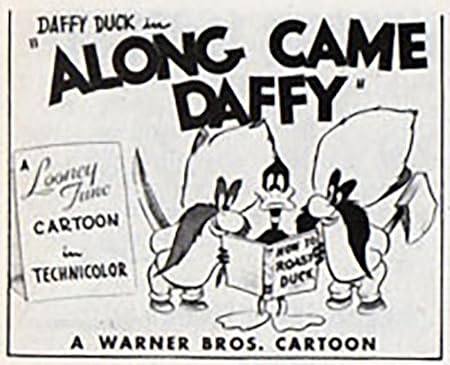 DAFFY DUCK in
"ALONG CAME
DAFFY"
A
Looney
Tune
CARTOON
in
TECHNICOLOR
HOW TO
ROAST
DUCK
A WARNER BROS. CARTOON